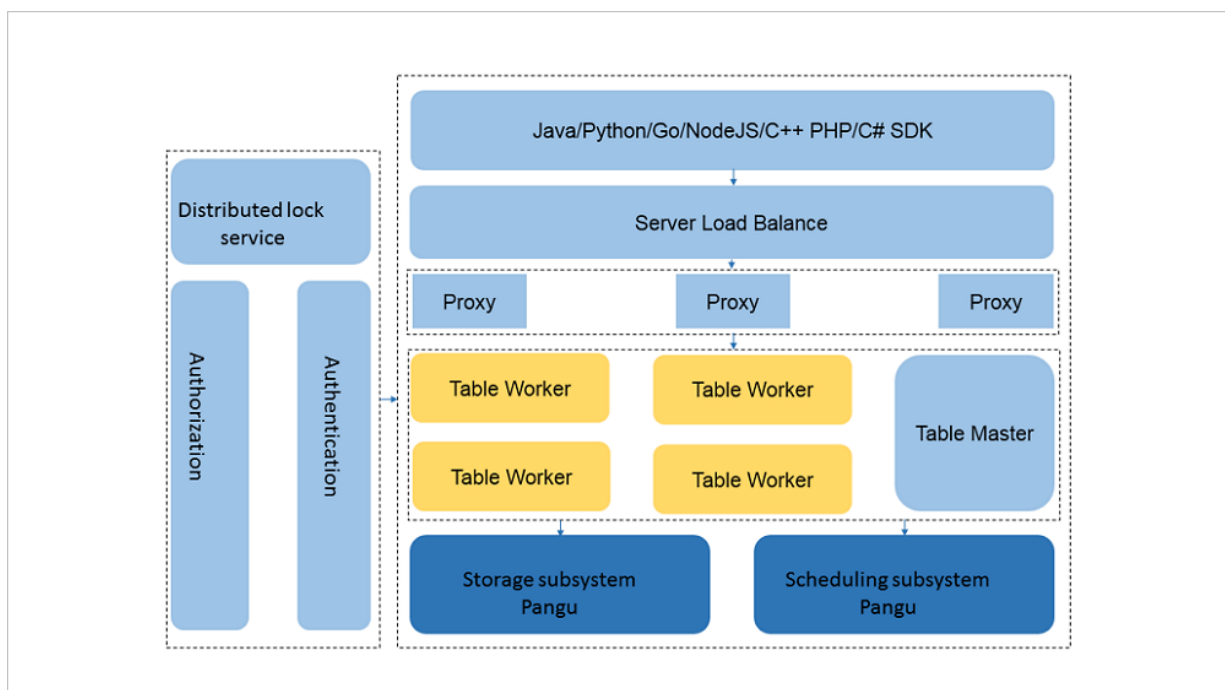 Java/Python/Go/NodeJS/C++ PHP/C# SDK
Distributed lock
service
Server Load Balance
Proxy
Proxy
Proxy
Authorization
Authentication
Table Worker
Table Worker
Table Master
Table Worker
Table Worker
Storage subsystem
Pangu
Scheduling subsystem
Pangu